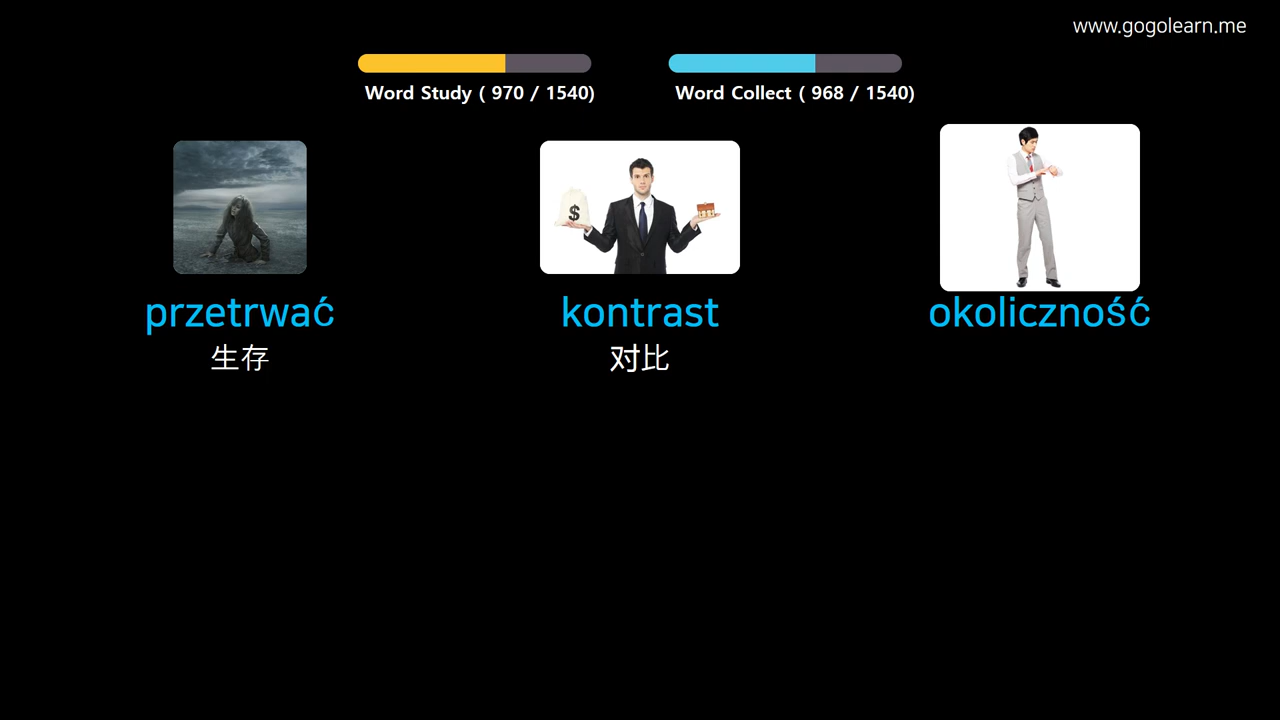 www.gogolearn.me
Word Study ( 970 / 1540)
Word Collect ( 968 / 1540)
$
przetrwać
kontrast
okoliczność
生存
对比